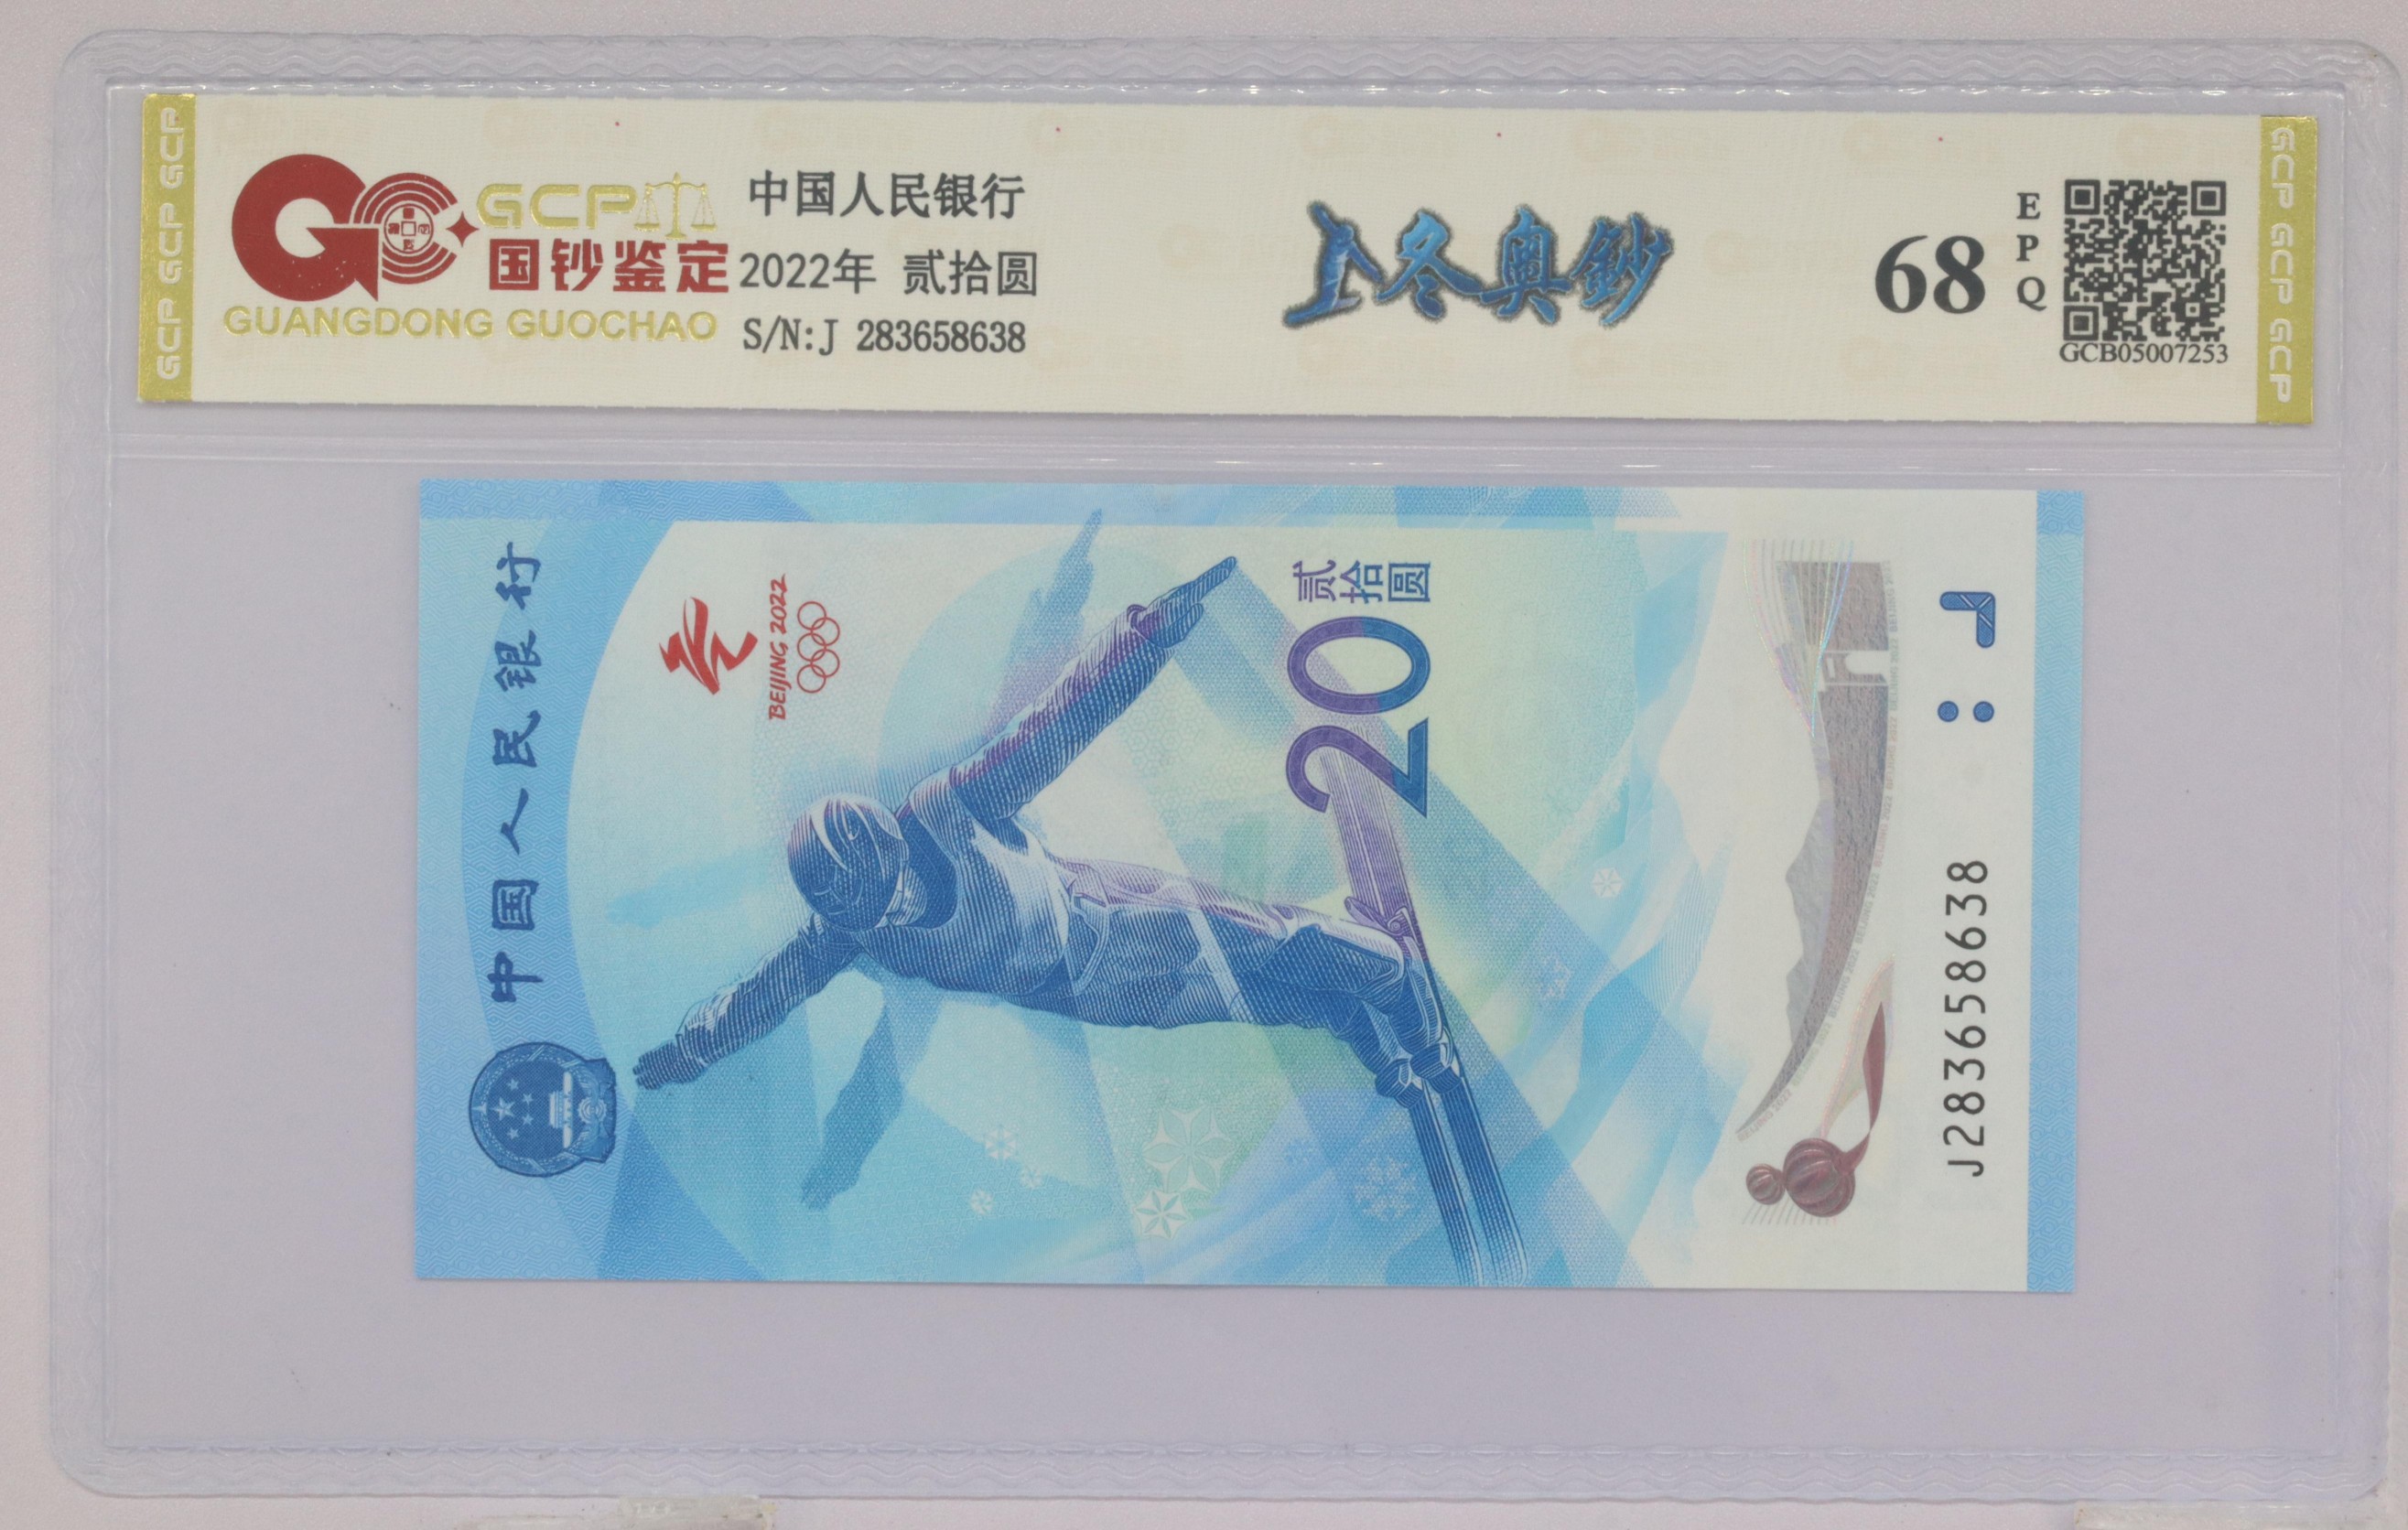 GCP GCP GCP
GCP
国钞鉴定
GUANGDONG GUOCHAO
中国人民银行
2022年 贰拾圆
S/N:J 283658638
冬奥鈔
68
EPQ
GCB05007253
GCP GCP GCP
中国人民银行
BEIJING 2022
贰拾圆
20
J283658638